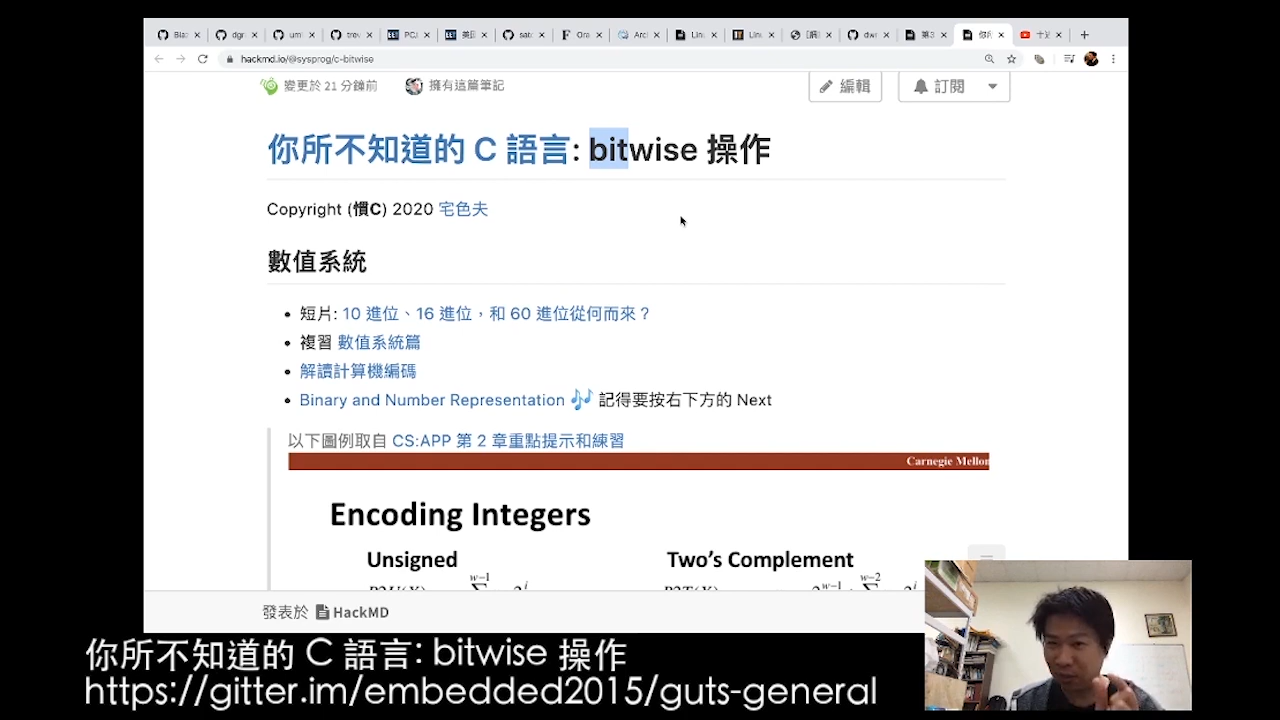 hackmd.io/@sysprog/c-bitwise
變更於 21 分鐘前 擁有這篇筆記 編輯 訂閱
你所不知道的 C 語言: bitwise 操作
Copyright (慣C) 2020 宅色夫
數值系統
短片: 10 進位、16 進位，和 60 進位從何而來？
複習 數值系統篇
解讀計算機編碼
Binary and Number Representation 🎶 記得要按右下方的 Next
以下圖例取自 CS:APP 第 2 章重點提示和練習
Carnegie Mellon
Encoding Integers
Unsigned Two's Complement
發表於 HackMD
你所不知道的 C 語言: bitwise 操作
https://gitter.im/embedded2015/guts-general